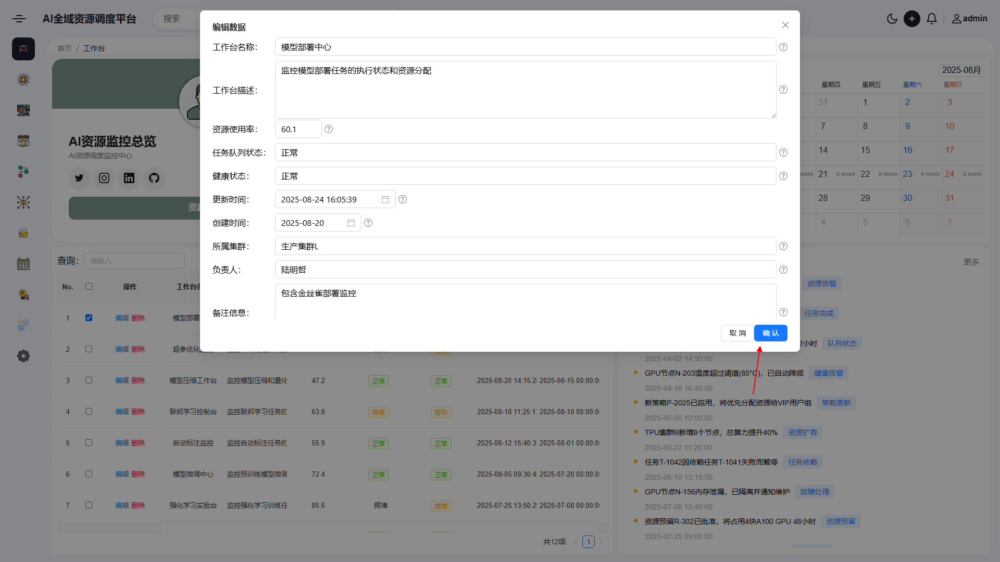 AI全域资源调度平台
搜索
admin
首页 / 工作台
AI资源监控总览
AI资源调度监控中心
编辑数据
工作台名称：
模型部署中心
工作台描述：
监控模型部署任务的执行状态和资源分配
资源使用率：
60.1
任务队列状态：
正常
健康状态：
正常
更新时间：
2025-08-24 16:05:39
创建时间：
2025-08-20
所属集群：
生产集群L
负责人：
陆明哲
备注信息：
包含金丝雀部署监控
取 消
确 认
2025-08月
星期四 星期五 星期六 星期日
31 1 2 3
7 8 9 10
14 15 16 17
more 21 5 more 22 6 more 23 4 more 24 2 more
28 29 30 31
4 5 6 7
查询：
请输入
No. 操作 工作台名
1 编辑 删除 模型部署
2 编辑 删除
3 编辑 删除 模型压缩工作台 监控模型压缩和量化 47.2 正常 正常 2025-08-20 14:15:2 2025-08-15 00:00:0
4 编辑 删除 联邦学习控制台 监控联邦学习任务的 63.8 异常 警告 2025-08-18 11:25:1 2025-08-10 00:00:0
5 编辑 删除 自动标注监控 监控自动标注任务的 55.9 正常 正常 2025-08-12 15:40:3 2025-08-01 00:00:0
6 编辑 删除 模型微调中心 监控预训练模型微调 72.4 正常 正常 2025-08-05 09:30:4 2025-07-20 00:00:0
7 编辑 删除 强化学习实验台 监控强化学习训练任 85.6 拥堵 故障 2025-07-25 13:50:2 2025-07-08 00:00:0
共12项
1
更多
资源告警
任务完成
2小时 队列状态
2025-04-02 14:30:00
GPU节点N-203温度超过阈值(85°C)，已自动降频 健康告警
2025-04-18 16:45:00
新策略P-2025已启用，将优先分配资源给VIP用户组 策略更新
2025-05-05 10:00:00
TPU集群B新增8个节点，总算力提升40% 资源扩容
2025-05-22 11:20:00
任务T-1042因依赖任务T-1041失败而暂停 任务依赖
2025-06-10 13:15:00
GPU节点N-156内存泄漏，已隔离并通知维护 故障处理
2025-07-08 15:40:00
资源预留R-302已批准，将占用4块A100 GPU 48小时 资源预留
2025-07-25 09:05:00